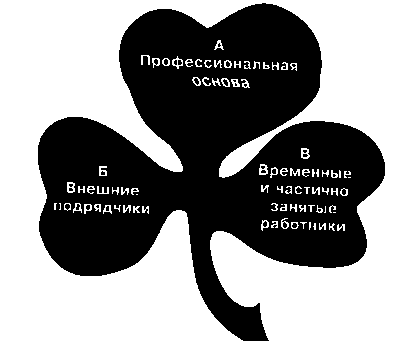 А
Профессиональная
основа
Б
Внешние
подрядчики
В
Временные
и частично
занятые
работники